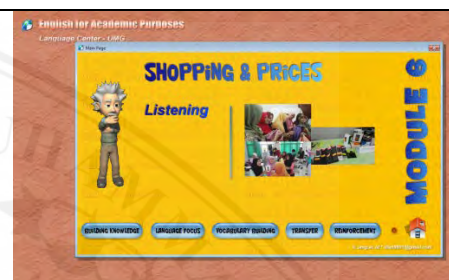 English for Academic Purposes
Language Center - UMG
Main Page
SHOPPING & PRICES
Listening
MODULE 6
BUILDING KNOWLEDGE
LANGUAGE FOCUS
VOCABULARY BUILDING
TRANSFER
REINFORCEMENT